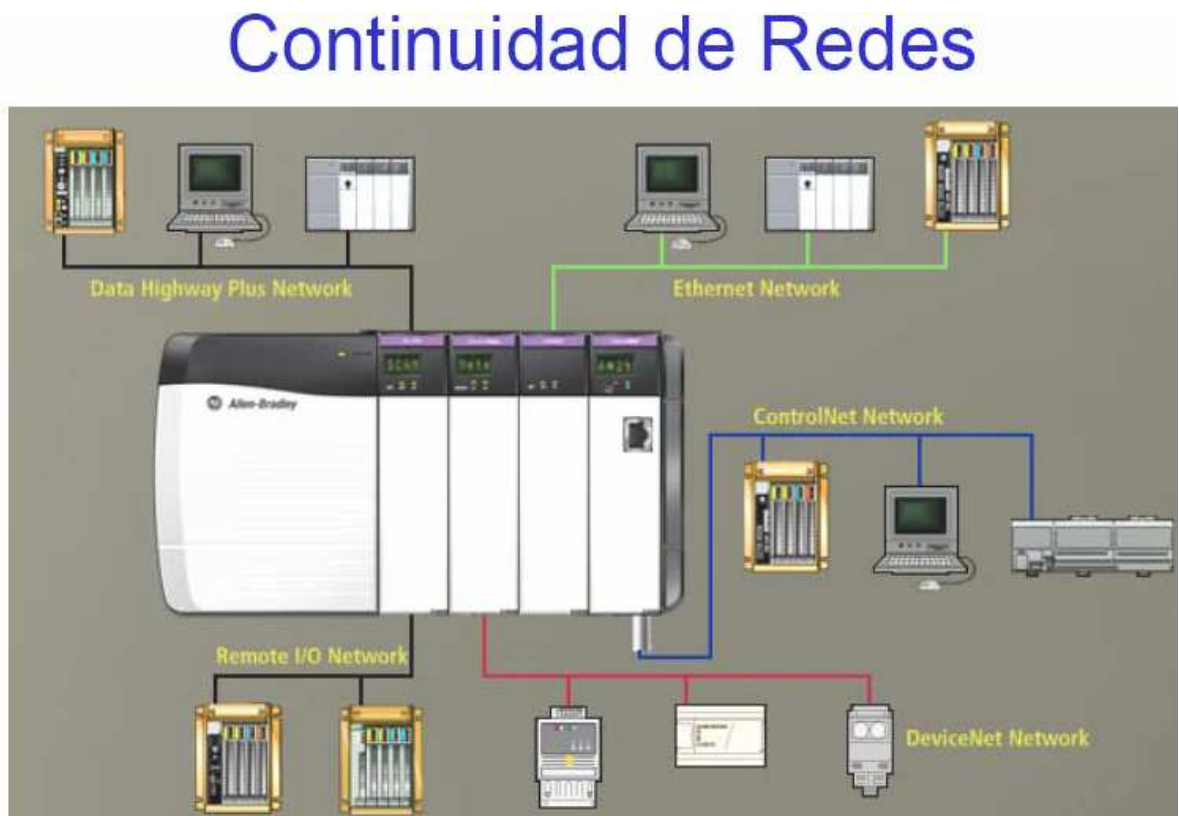 Continuidad de Redes
Data Highway Plus Network
Ethernet Network
Allen-Bradley
ControlNet Network
Remote I/O Network
DeviceNet Network